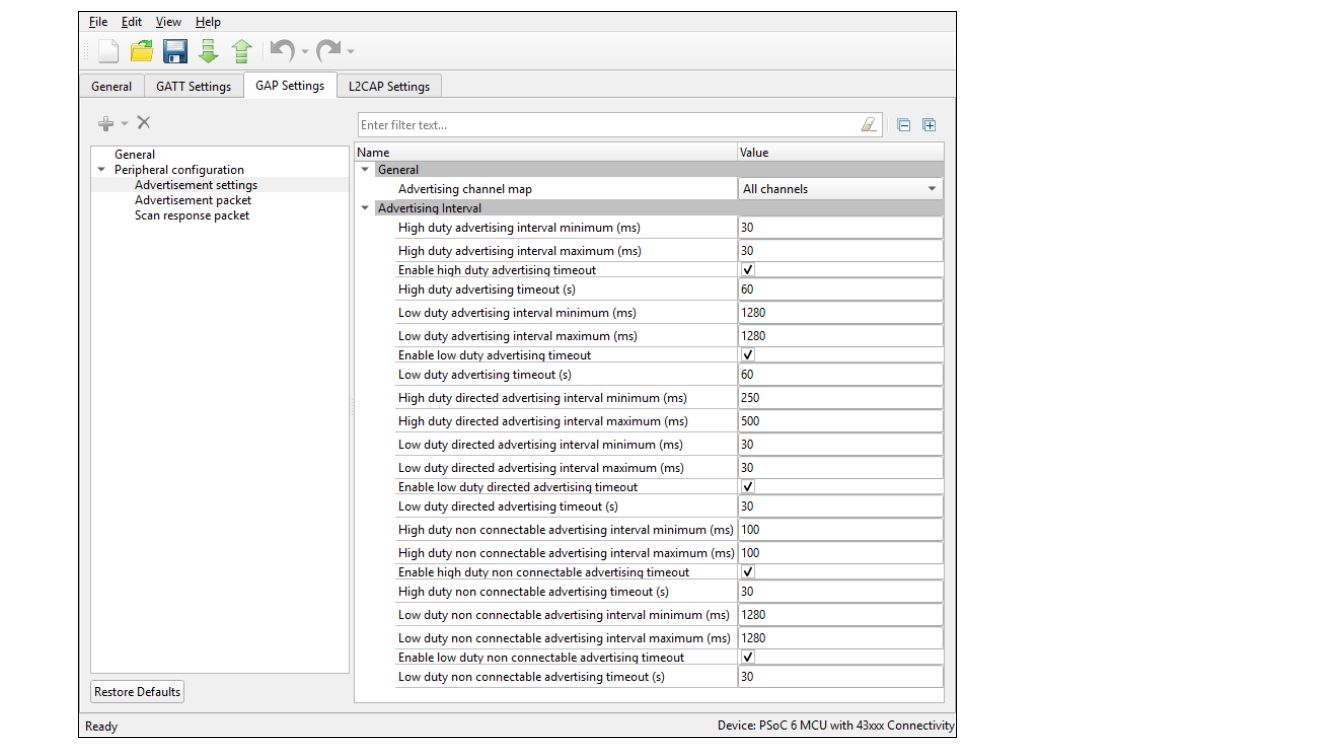 File Edit View Help
General GATT Settings GAP Settings L2CAP Settings
Enter filter text...
General
Peripheral configuration
Advertisement settings
Advertisement packet
Scan response packet
Name Value
General
Advertising channel map All channels
Advertising Interval
High duty advertising interval minimum (ms) 30
High duty advertising interval maximum (ms) 30
Enable high duty advertising timeout
High duty advertising timeout (s) 60
Low duty advertising interval minimum (ms) 1280
Low duty advertising interval maximum (ms) 1280
Enable low duty advertising timeout
Low duty advertising timeout (s) 60
High duty directed advertising interval minimum (ms) 250
High duty directed advertising interval maximum (ms) 500
Low duty directed advertising interval minimum (ms) 30
Low duty directed advertising interval maximum (ms) 30
Enable low duty directed advertising timeout
Low duty directed advertising timeout (s) 30
High duty non connectable advertising interval minimum (ms) 100
High duty non connectable advertising interval maximum (ms) 100
Enable high duty non connectable advertising timeout
High duty non connectable advertising timeout (s) 30
Low duty non connectable advertising interval minimum (ms) 1280
Low duty non connectable advertising interval maximum (ms) 1280
Enable low duty non connectable advertising timeout
Low duty non connectable advertising timeout (s) 30
Restore Defaults
Ready Device: PSoC 6 MCU with 43xxx Connectivity